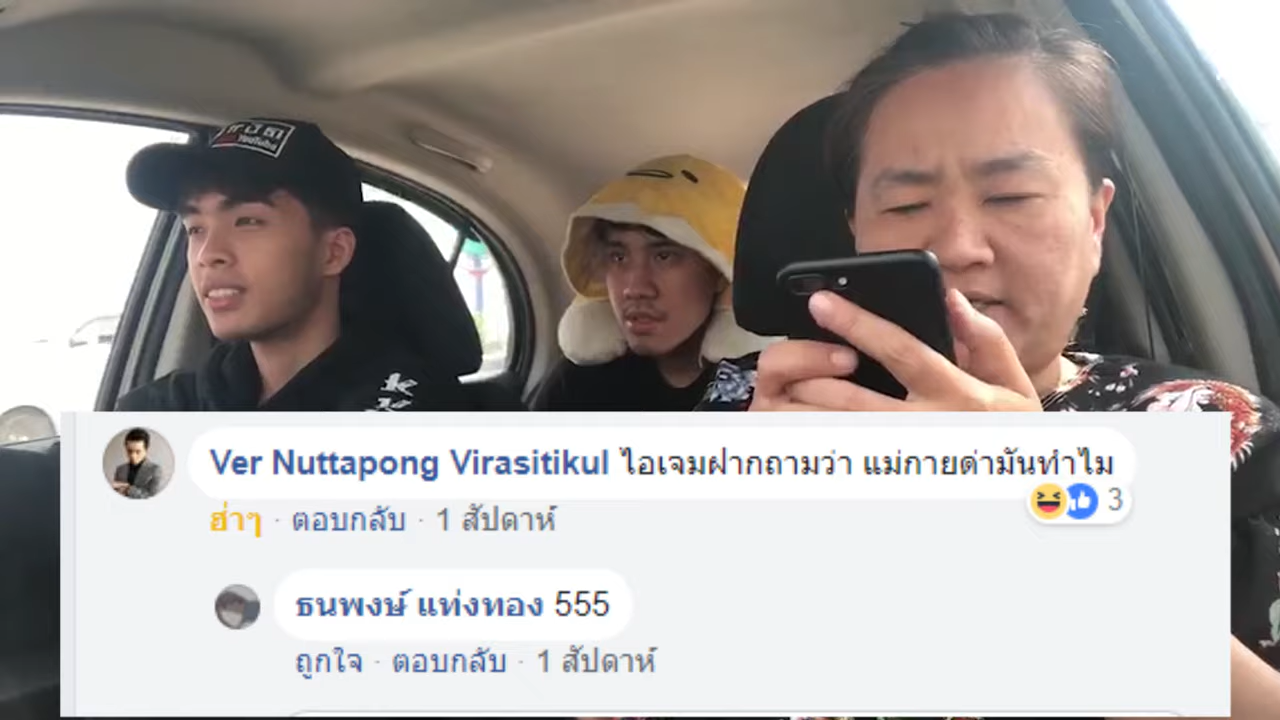 YouTube
Ver Nuttapong Virasitikul ไอเจมฝากถามว่า แม่กายด่ามันทำไม
3
ฮ่าๆ · ตอบกลับ · 1 สัปดาห์
ธนพงษ์ แท่งทอง 555
ถูกใจ · ตอบกลับ · 1 สัปดาห์